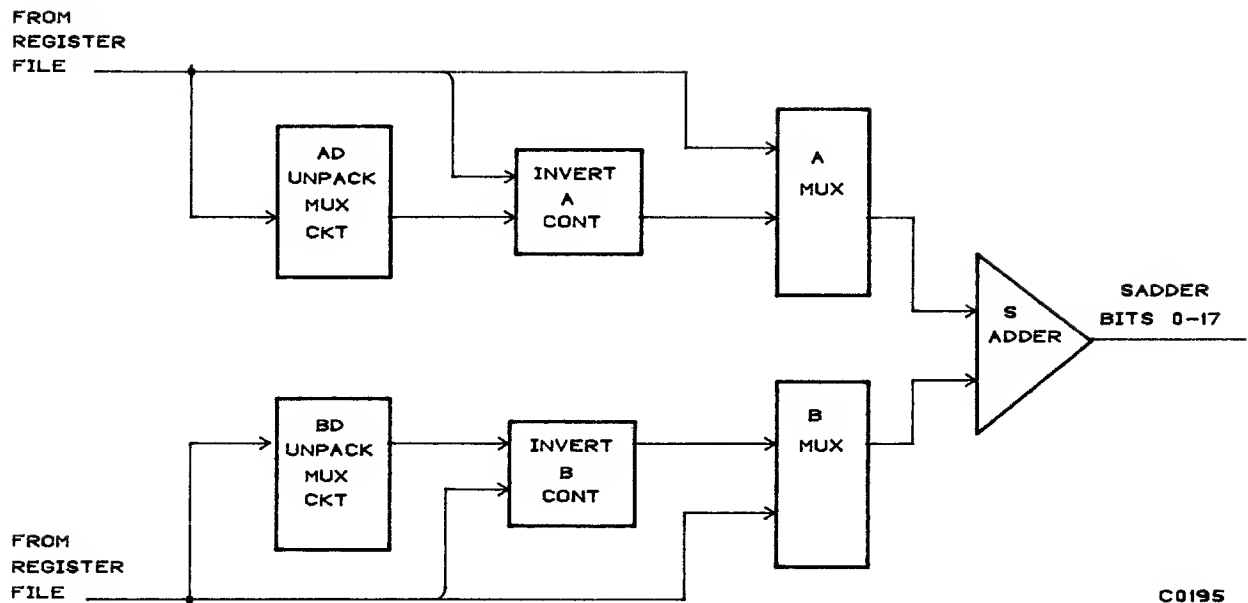 FROM
REGISTER
FILE
AD
UNPACK
MUX
CKT
INVERT
A
CONT
A
MUX
S
ADDER
SADDER
BITS 0-17
BD
UNPACK
MUX
CKT
INVERT
B
CONT
B
MUX
FROM
REGISTER
FILE
C0195